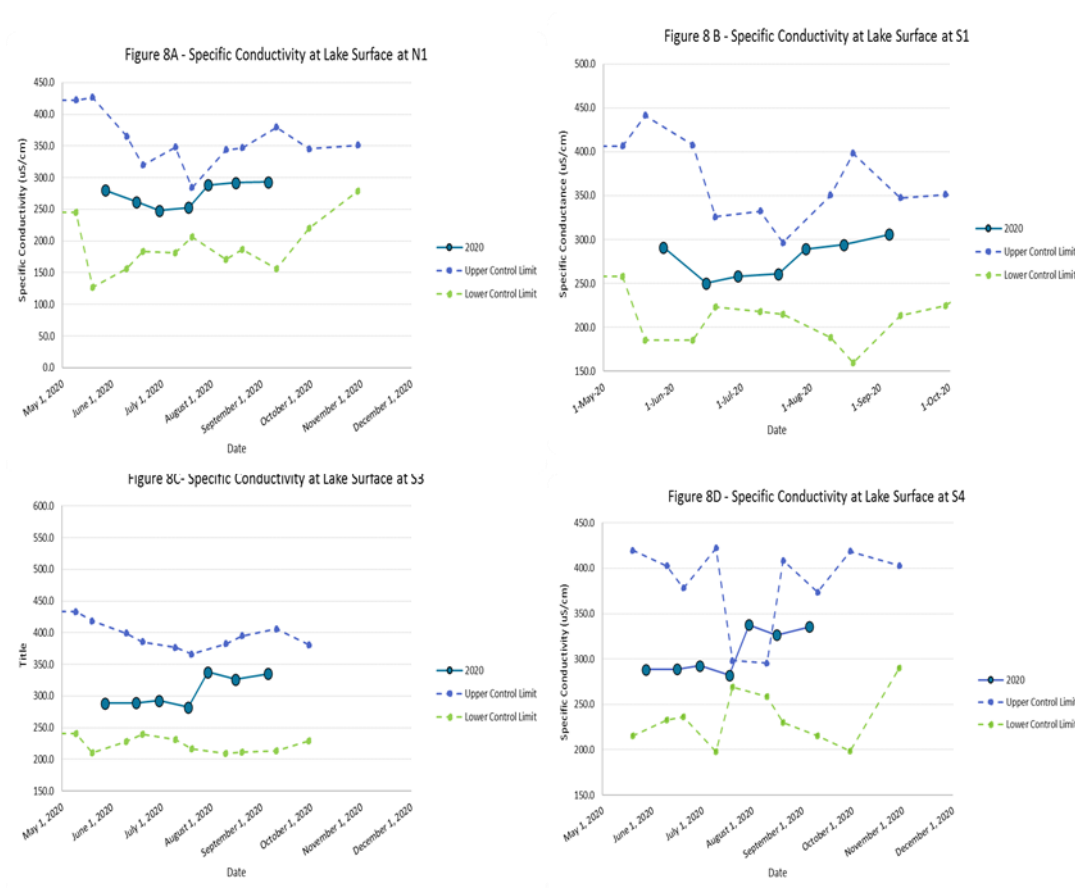 Figure 8A - Specific Conductivity at Lake Surface at N1
450.0
400.0
350.0
300.0
250.0
200.0
150.0
100.0
50.0
0.0
Specific Conductivity (uS/cm)
May 1, 2020
June 1, 2020
July 1, 2020
August 1, 2020
September 1, 2020
October 1, 2020
November 1, 2020
December 1, 2020
Date
2020
Upper Control Limit
Lower Control Limit
Figure 8 B - Specific Conductivity at Lake Surface at S1
500.0
450.0
400.0
350.0
300.0
250.0
200.0
150.0
Specific Conductance (uS/cm)
1-May-20
1-Jun-20
1-Jul-20
1-Aug-20
1-Sep-20
1-Oct-20
Date
2020
Upper Control Limit
Lower Control Limit
Figure 8C- Specific Conductivity at Lake Surface at S3
600.0
550.0
500.0
450.0
400.0
350.0
300.0
250.0
200.0
150.0
Title
May 1, 2020
June 1, 2020
July 1, 2020
August 1, 2020
September 1, 2020
October 1, 2020
November 1, 2020
December 1, 2020
Date
2020
Upper Control Limit
Lower Control Limit
Figure 8D - Specific Conductivity at Lake Surface at S4
450.0
400.0
350.0
300.0
250.0
200.0
150.0
Specific Conductivity (uS/cm)
May 1, 2020
June 1, 2020
July 1, 2020
August 1, 2020
September 1, 2020
October 1, 2020
November 1, 2020
December 1, 2020
Date
2020
Upper Control Limit
Lower Control Limit